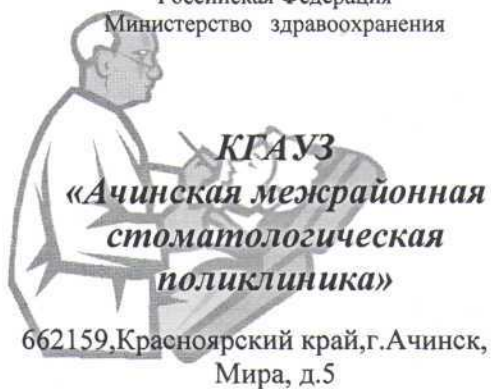 Российская Федерация
Министерство здравоохранения
КГАУЗ
«Ачинская межрайонная
стоматологическая
поликлиника»
662159,Красноярский край,г.Ачинск,
Мира, д.5